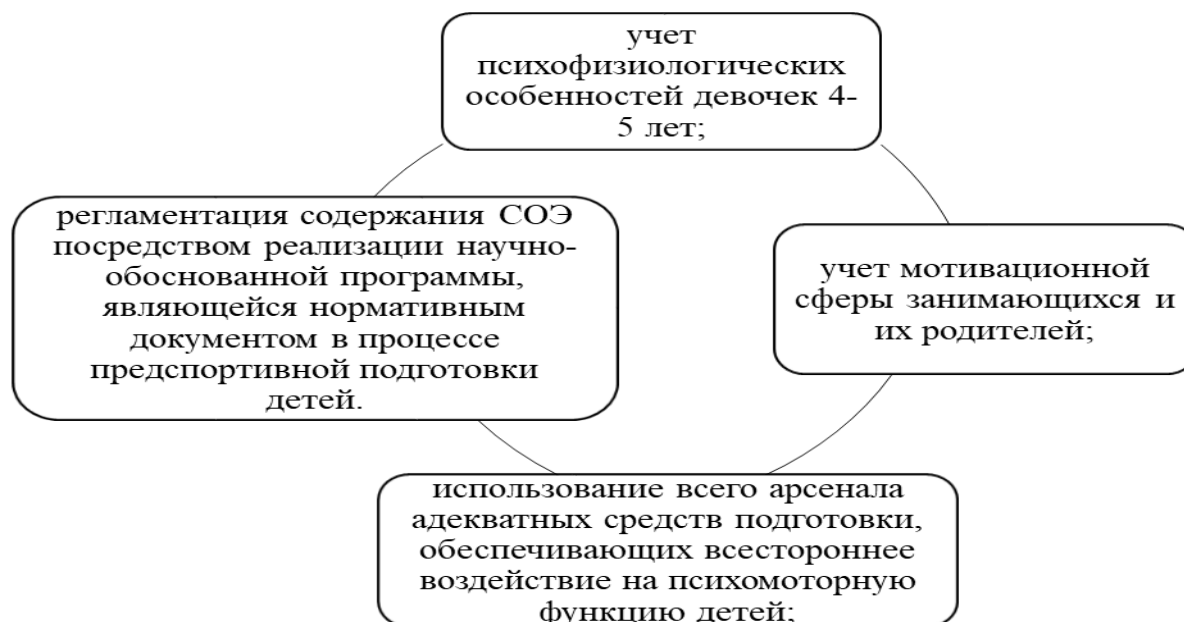 учет
психофизиологических
особенностей девочек 4-
5 лет;
учет мотивационной
сферы занимающихся и
их родителей;
использование всего арсенала
адекватных средств подготовки,
обеспечивающих всестороннее
воздействие на психомоторную
функцию детей;
регламентация содержания СОЭ
посредством реализации научно-
обоснованной программы,
являющейся нормативным
документом в процессе
предспортивной подготовки
детей.